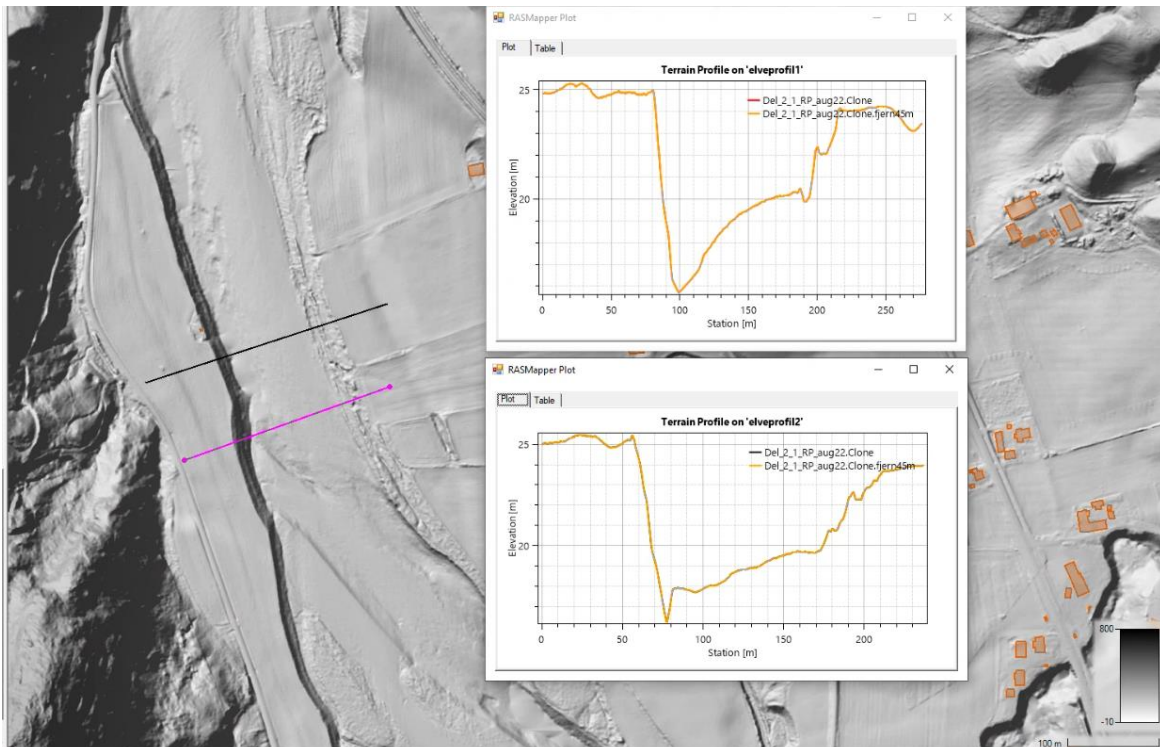 RASMapper Plot
Plot Table
Terrain Profile on 'elveprofil1'
Del_2_1_RP_aug22.Clone
Del_2_1_RP_aug22.Clone.fjern45m
Elevation [m]
25
20
0 50 100 150 200 250
Station [m]
RASMapper Plot
Plot Table
Terrain Profile on 'elveprofil2'
Del_2_1_RP_aug22.Clone
Del_2_1_RP_aug22.Clone.fjern45m
Elevation [m]
25
20
0 50 100 150 200
Station [m]
800
-10
100 m